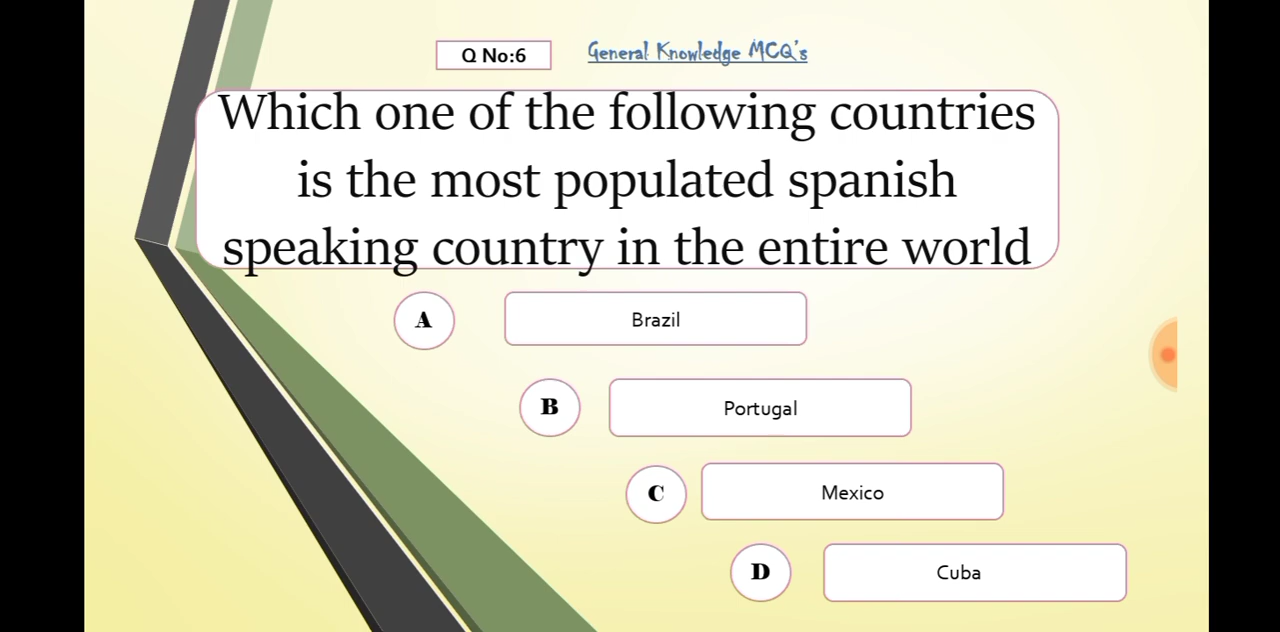 Q No:6
General Knowledge MCQ's
Which one of the following countries
is the most populated spanish
speaking country in the entire world
A Brazil
B Portugal
C Mexico
D Cuba